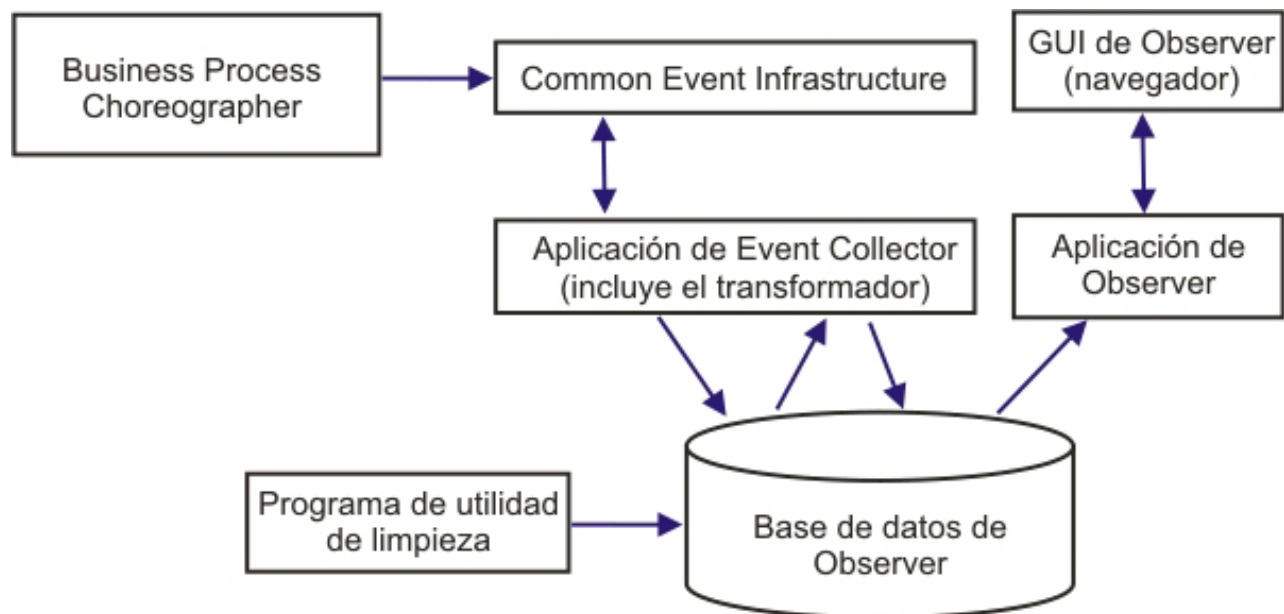 Business Process
Choreographer
Common Event Infrastructure
GUI de Observer
(navegador)
Aplicación de Event Collector
(incluye el transformador)
Aplicación de
Observer
Programa de utilidad
de limpieza
Base de datos de
Observer